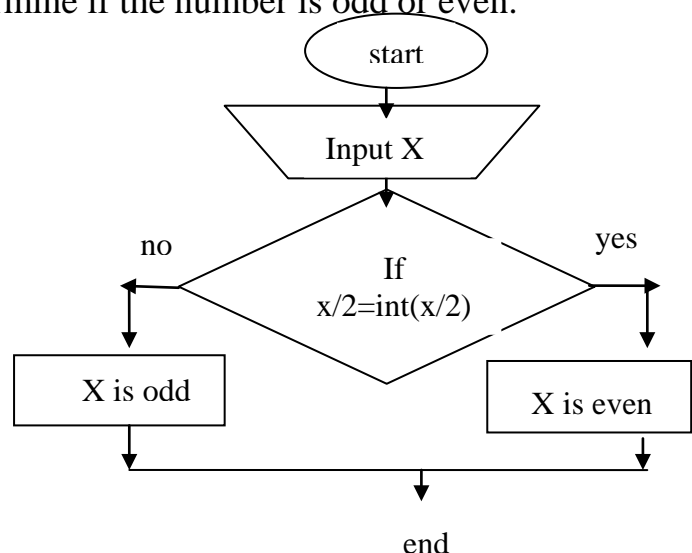 rmine if the number is odd or even.
start
Input X
no
yes
If
x/2=int(x/2)
X is odd
X is even
end